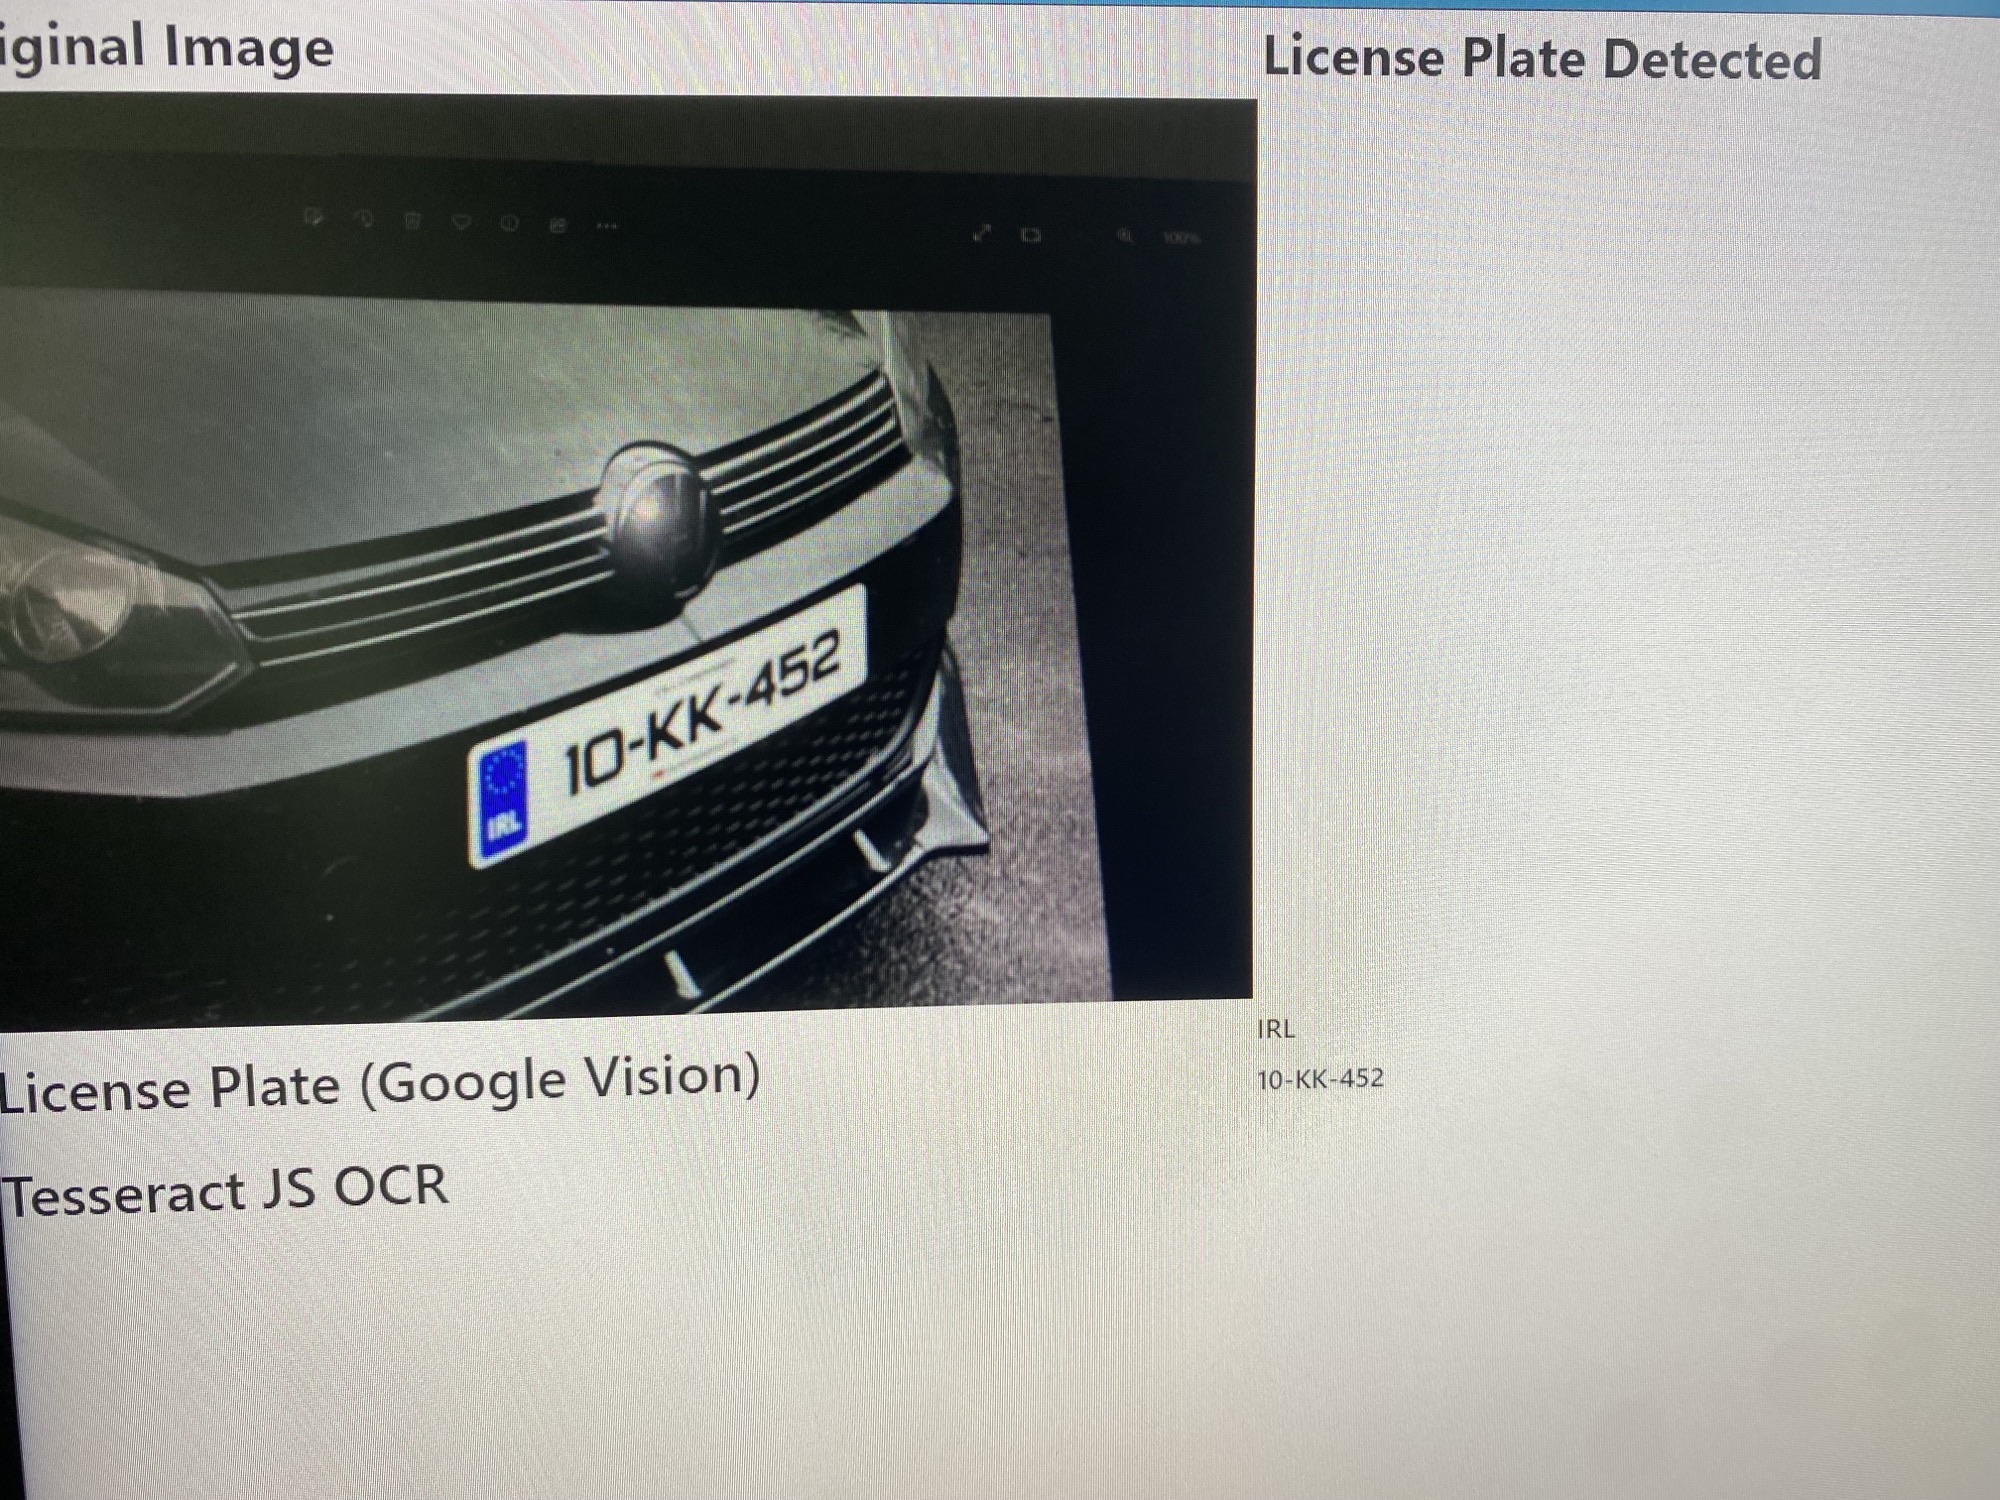 iginal Image
License Plate Detected
100%
10-KK-452
IRL
License Plate (Google Vision)
IRL
10-KK-452
Tesseract JS OCR